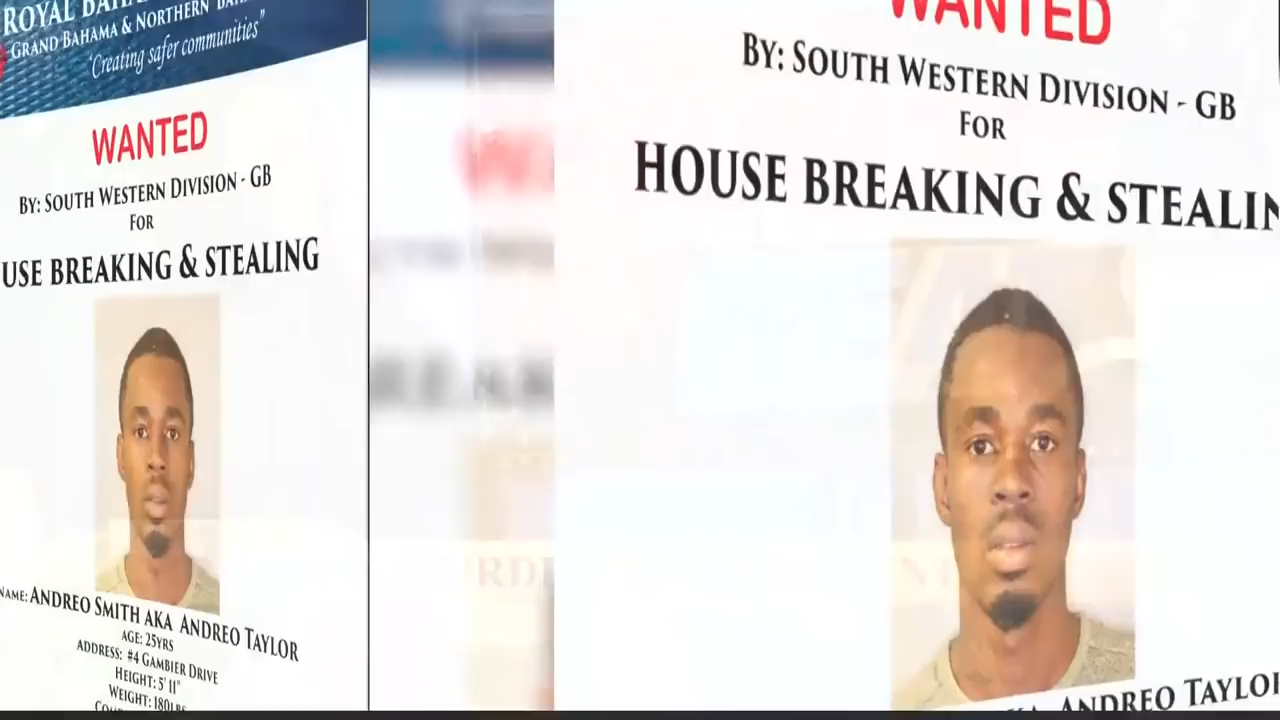 ROYAL BAHA
GRAND BAHAMA & NORTHERN BAH
"Creating safer communities"
WANTED
BY: SOUTH WESTERN DIVISION - GB
FOR
USE BREAKING & STEALING
NAME: ANDREO SMITH AKA ANDREO TAYLOR
AGE: 25YRS
ADDRESS: #4 GAMBIER DRIVE
HEIGHT: 5' 11"
WEIGHT: 180LBS
WANTED
BY: SOUTH WESTERN DIVISION - GB
FOR
HOUSE BREAKING & STEALIN
ANDREO TAYLO